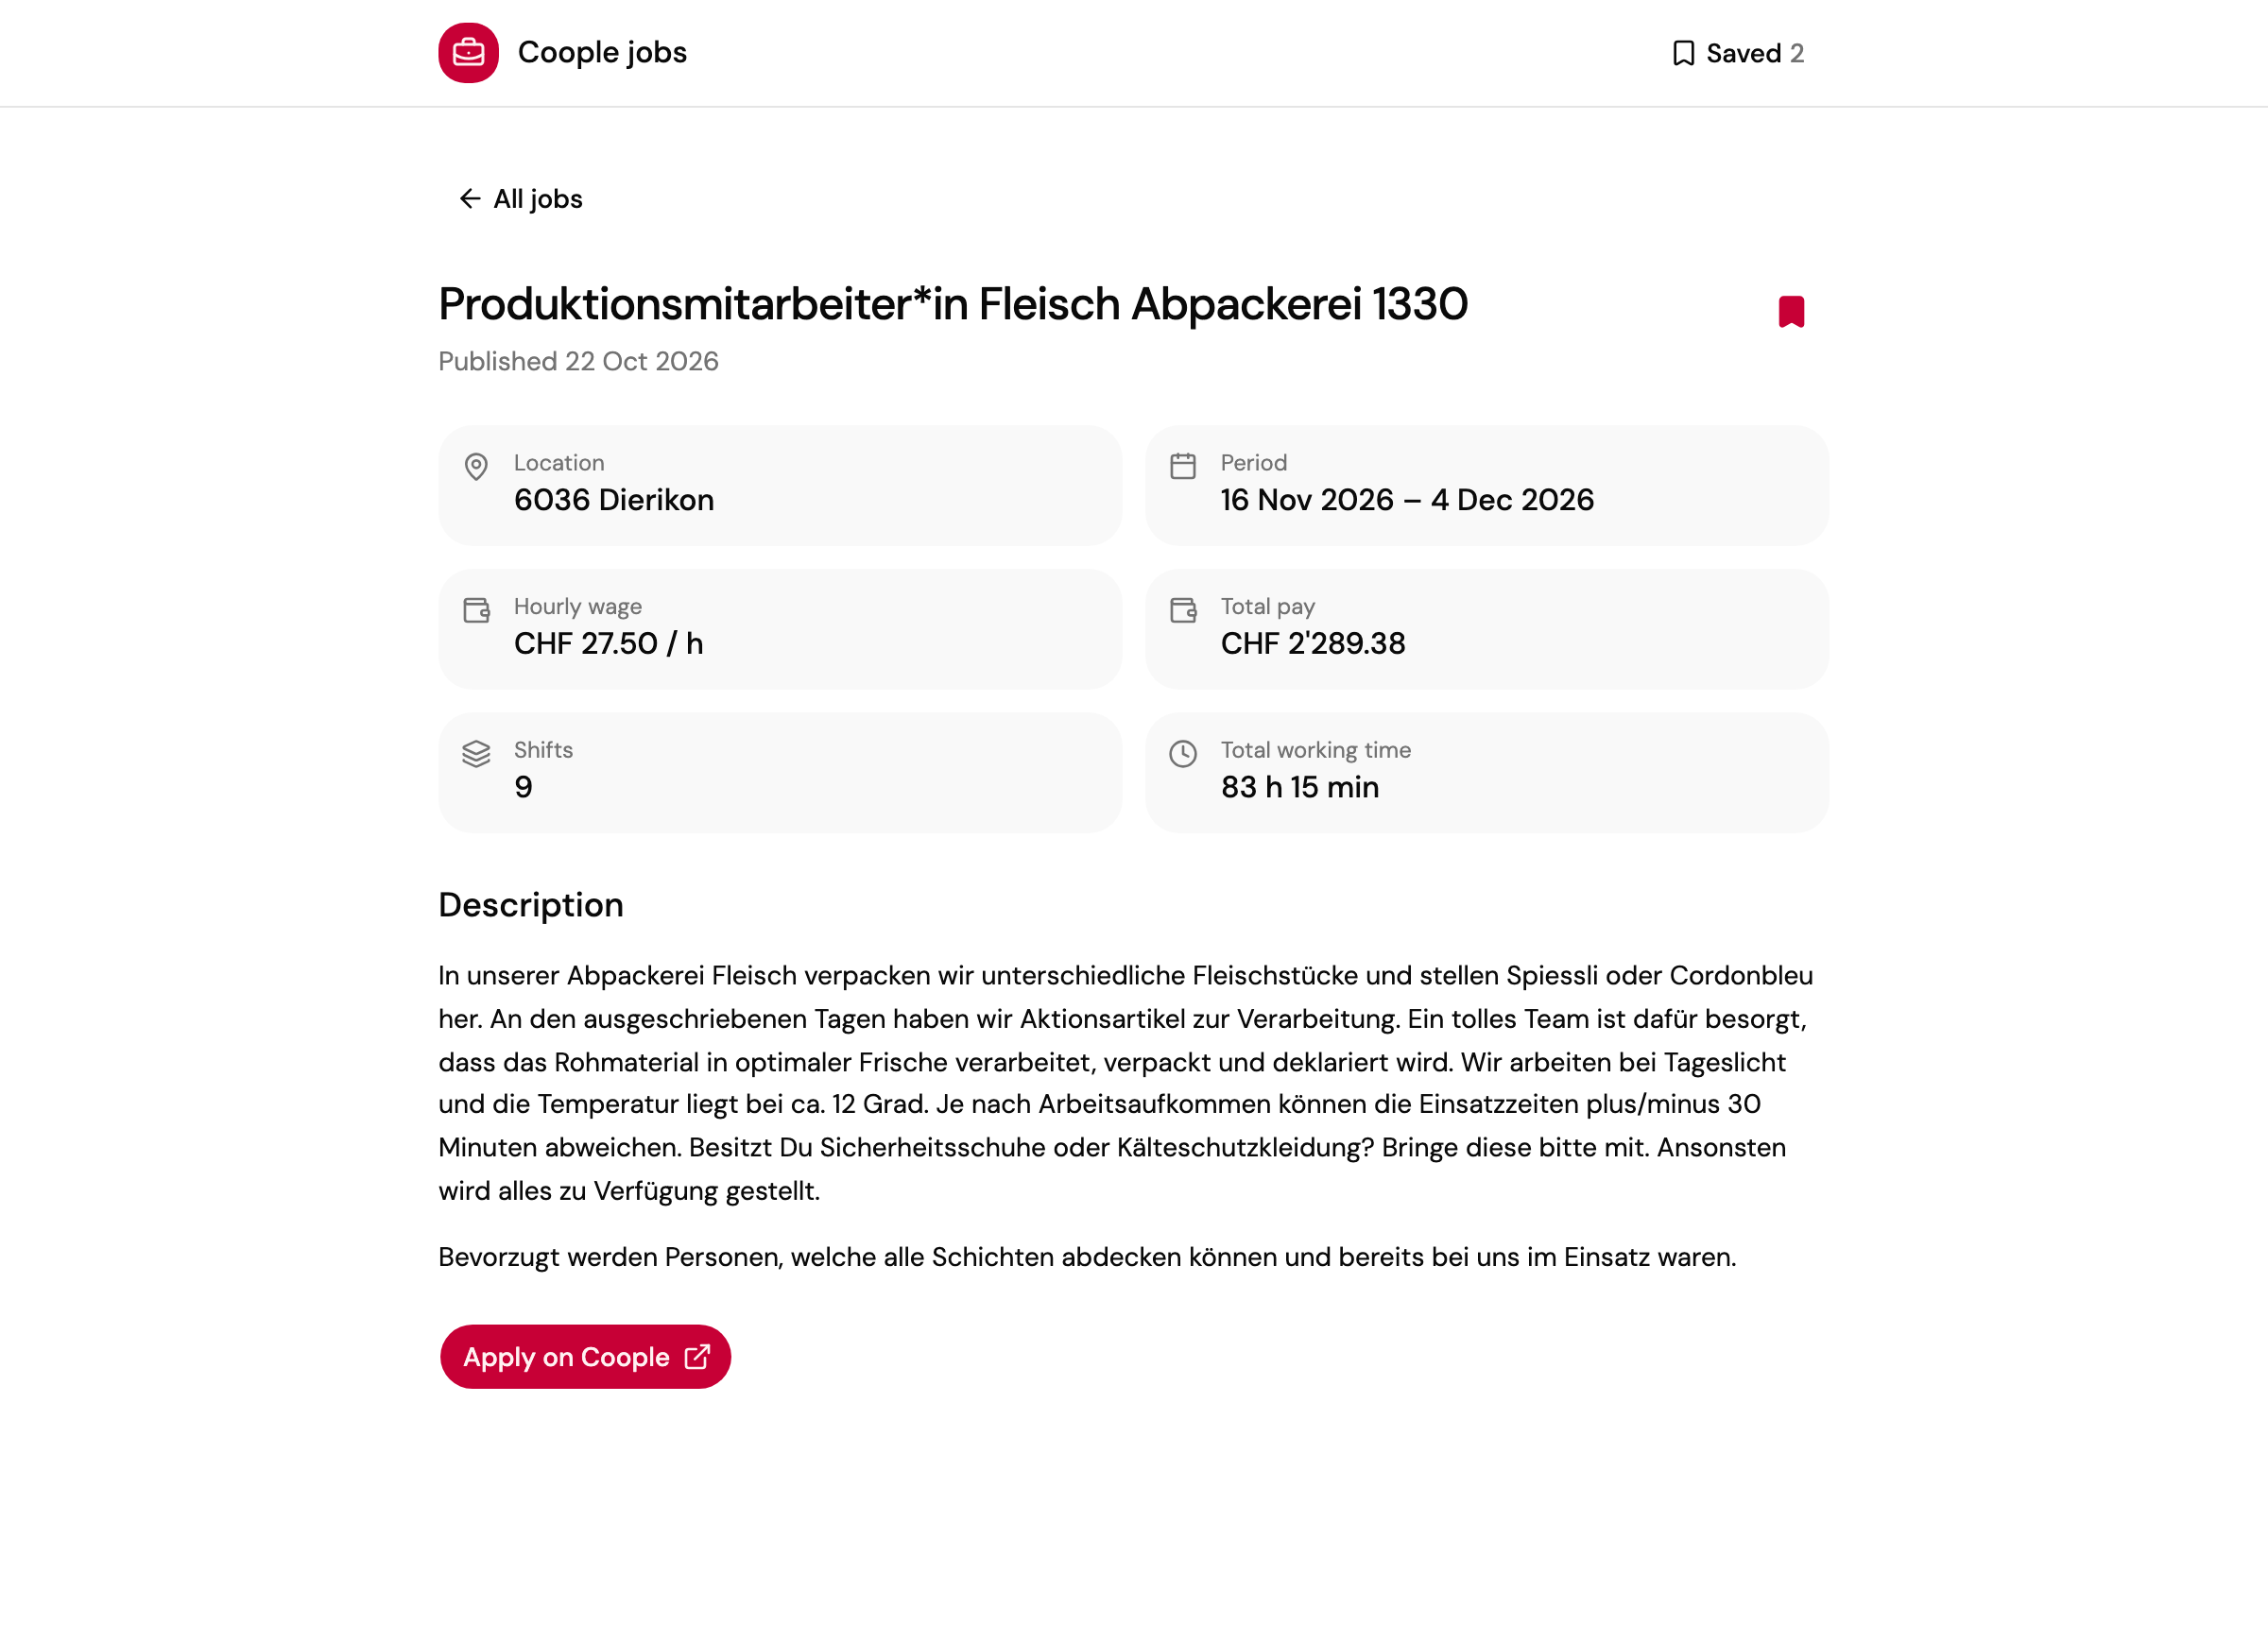 Coople jobs
Saved 2
All jobs
Produktionsmitarbeiter*in Fleisch Abpackerei 1330
Published 22 Oct 2026
Location
6036 Dierikon
Period
16 Nov 2026 – 4 Dec 2026
Hourly wage
CHF 27.50 / h
Total pay
CHF 2'289.38
Shifts
9
Total working time
83 h 15 min
Description
In unserer Abpackerei Fleisch verpacken wir unterschiedliche Fleischstücke und stellen Spiessli oder Cordonbleu
her. An den ausgeschriebenen Tagen haben wir Aktionsartikel zur Verarbeitung. Ein tolles Team ist dafür besorgt,
dass das Rohmaterial in optimaler Frische verarbeitet, verpackt und deklariert wird. Wir arbeiten bei Tageslicht
und die Temperatur liegt bei ca. 12 Grad. Je nach Arbeitsaufkommen können die Einsatzzeiten plus/minus 30
Minuten abweichen. Besitzt Du Sicherheitsschuhe oder Kälteschutzkleidung? Bringe diese bitte mit. Ansonsten
wird alles zu Verfügung gestellt.
Bevorzugt werden Personen, welche alle Schichten abdecken können und bereits bei uns im Einsatz waren.
Apply on Coople